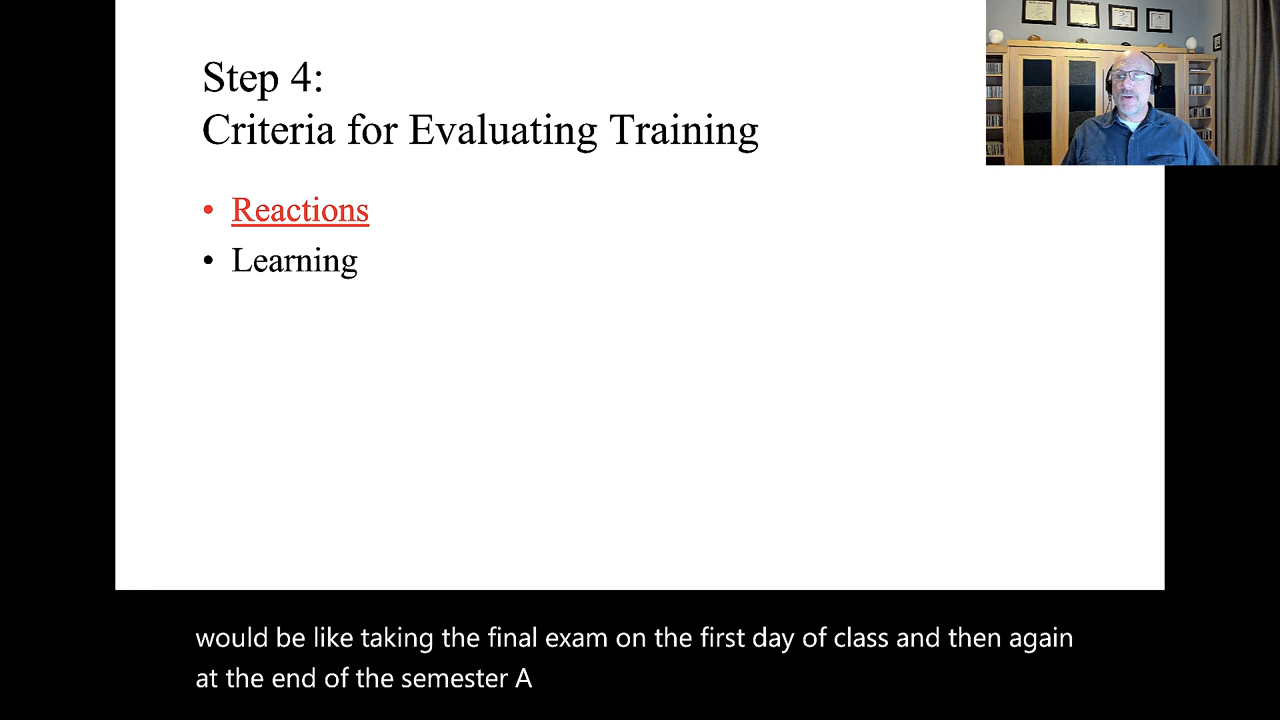 Step 4:
Criteria for Evaluating Training
• Reactions
• Learning
would be like taking the final exam on the first day of class and then again
at the end of the semester A